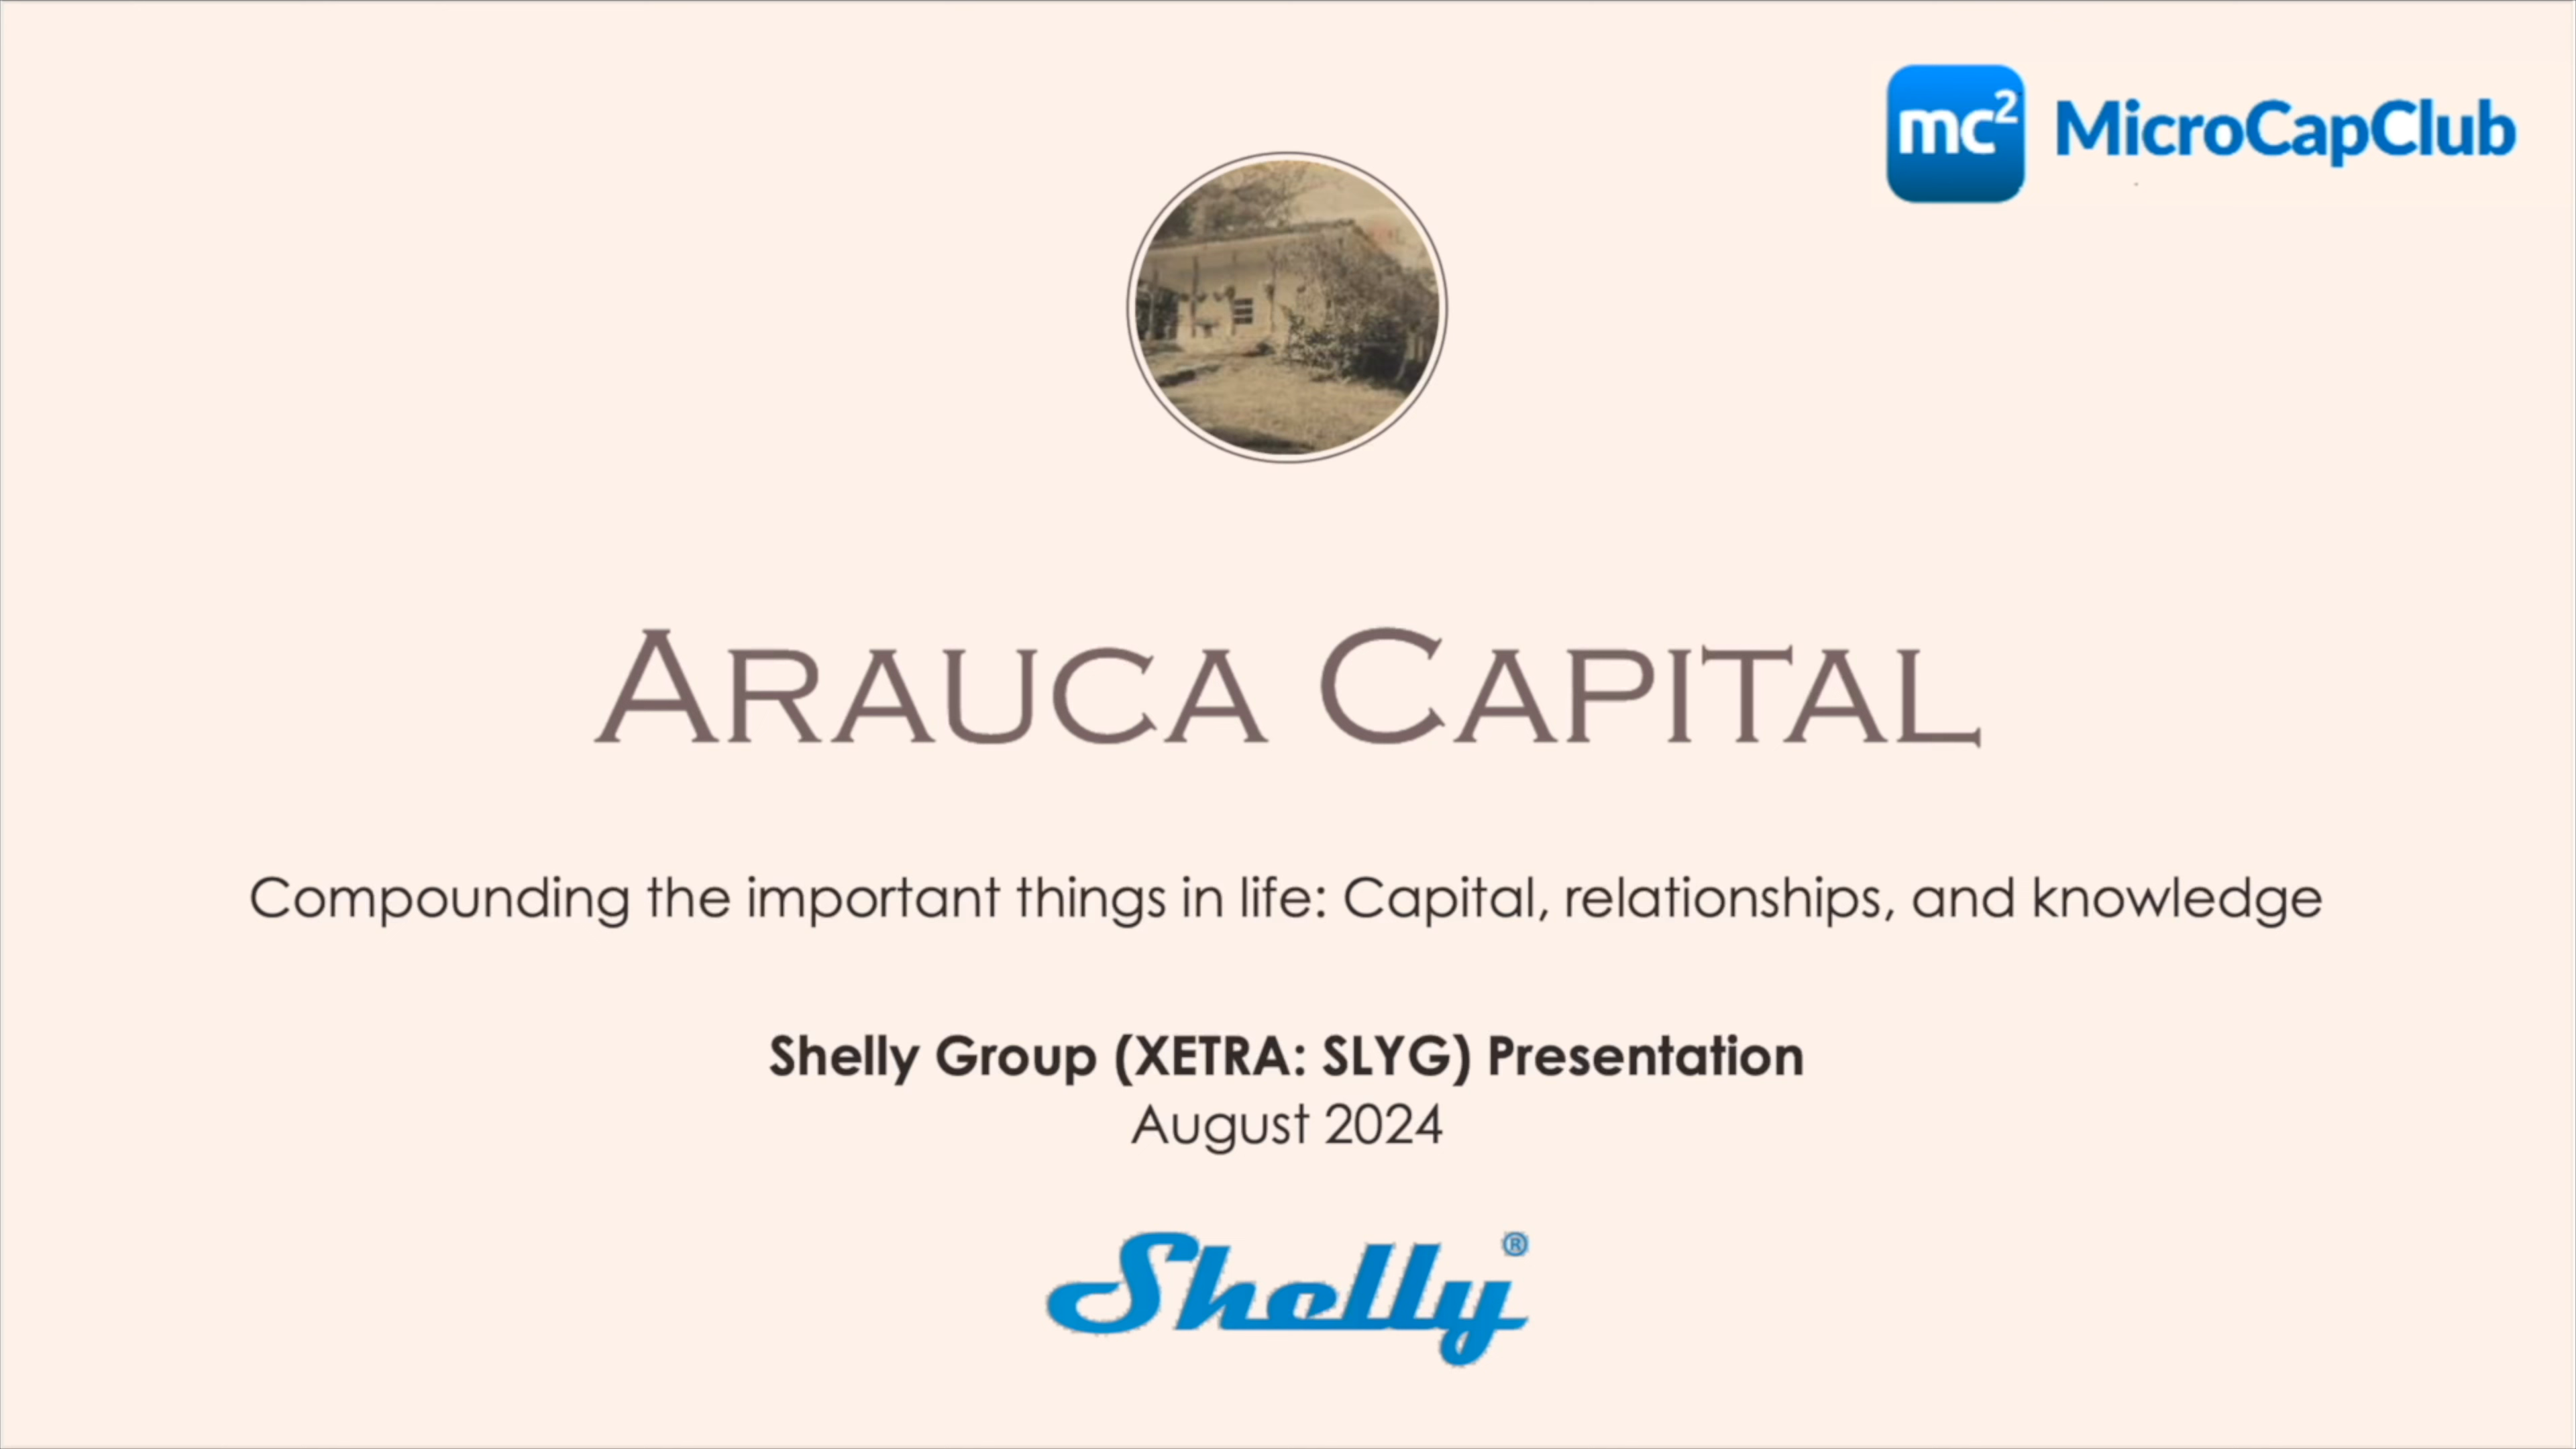 mc² MicroCapClub
ARAUCA CAPITAL
Compounding the important things in life: Capital, relationships, and knowledge
Shelly Group (XETRA: SLYG) Presentation
August 2024
Shelly®